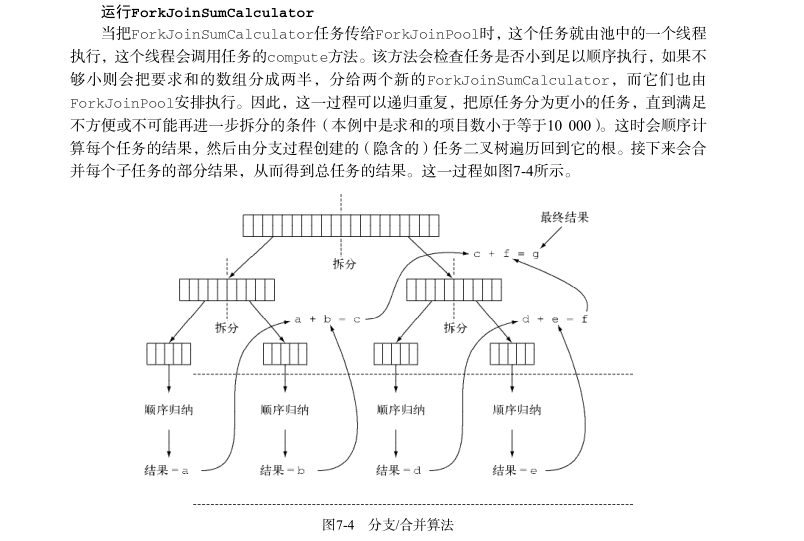 运行ForkJoinSumCalculator
当把ForkJoinSumCalculator任务传给ForkJoinPool时，这个任务就由池中的一个线程
执行，这个线程会调用任务的compute方法。该方法会检查任务是否小到足以顺序执行，如果不
够小则会把要求和的数组分成两半，分给两个新的ForkJoinSumCalculator，而它们也由
ForkJoinPool安排执行。因此，这一过程可以递归重复，把原任务分为更小的任务，直到满足
不方便或不可能再进一步拆分的条件（本例中是求和的项目数小于等于10 000）。这时会顺序计
算每个任务的结果，然后由分支过程创建的（隐含的）任务二叉树遍历回到它的根。接下来会合
并每个子任务的部分结果，从而得到总任务的结果。这一过程如图7-4所示。
最终结果
c + f = g
拆分
a + b = c
d + e = f
拆分
拆分
顺序归纳
顺序归纳
顺序归纳
顺序归纳
结果=a
结果=b
结果=d
结果=e
图7-4 分支/合并算法